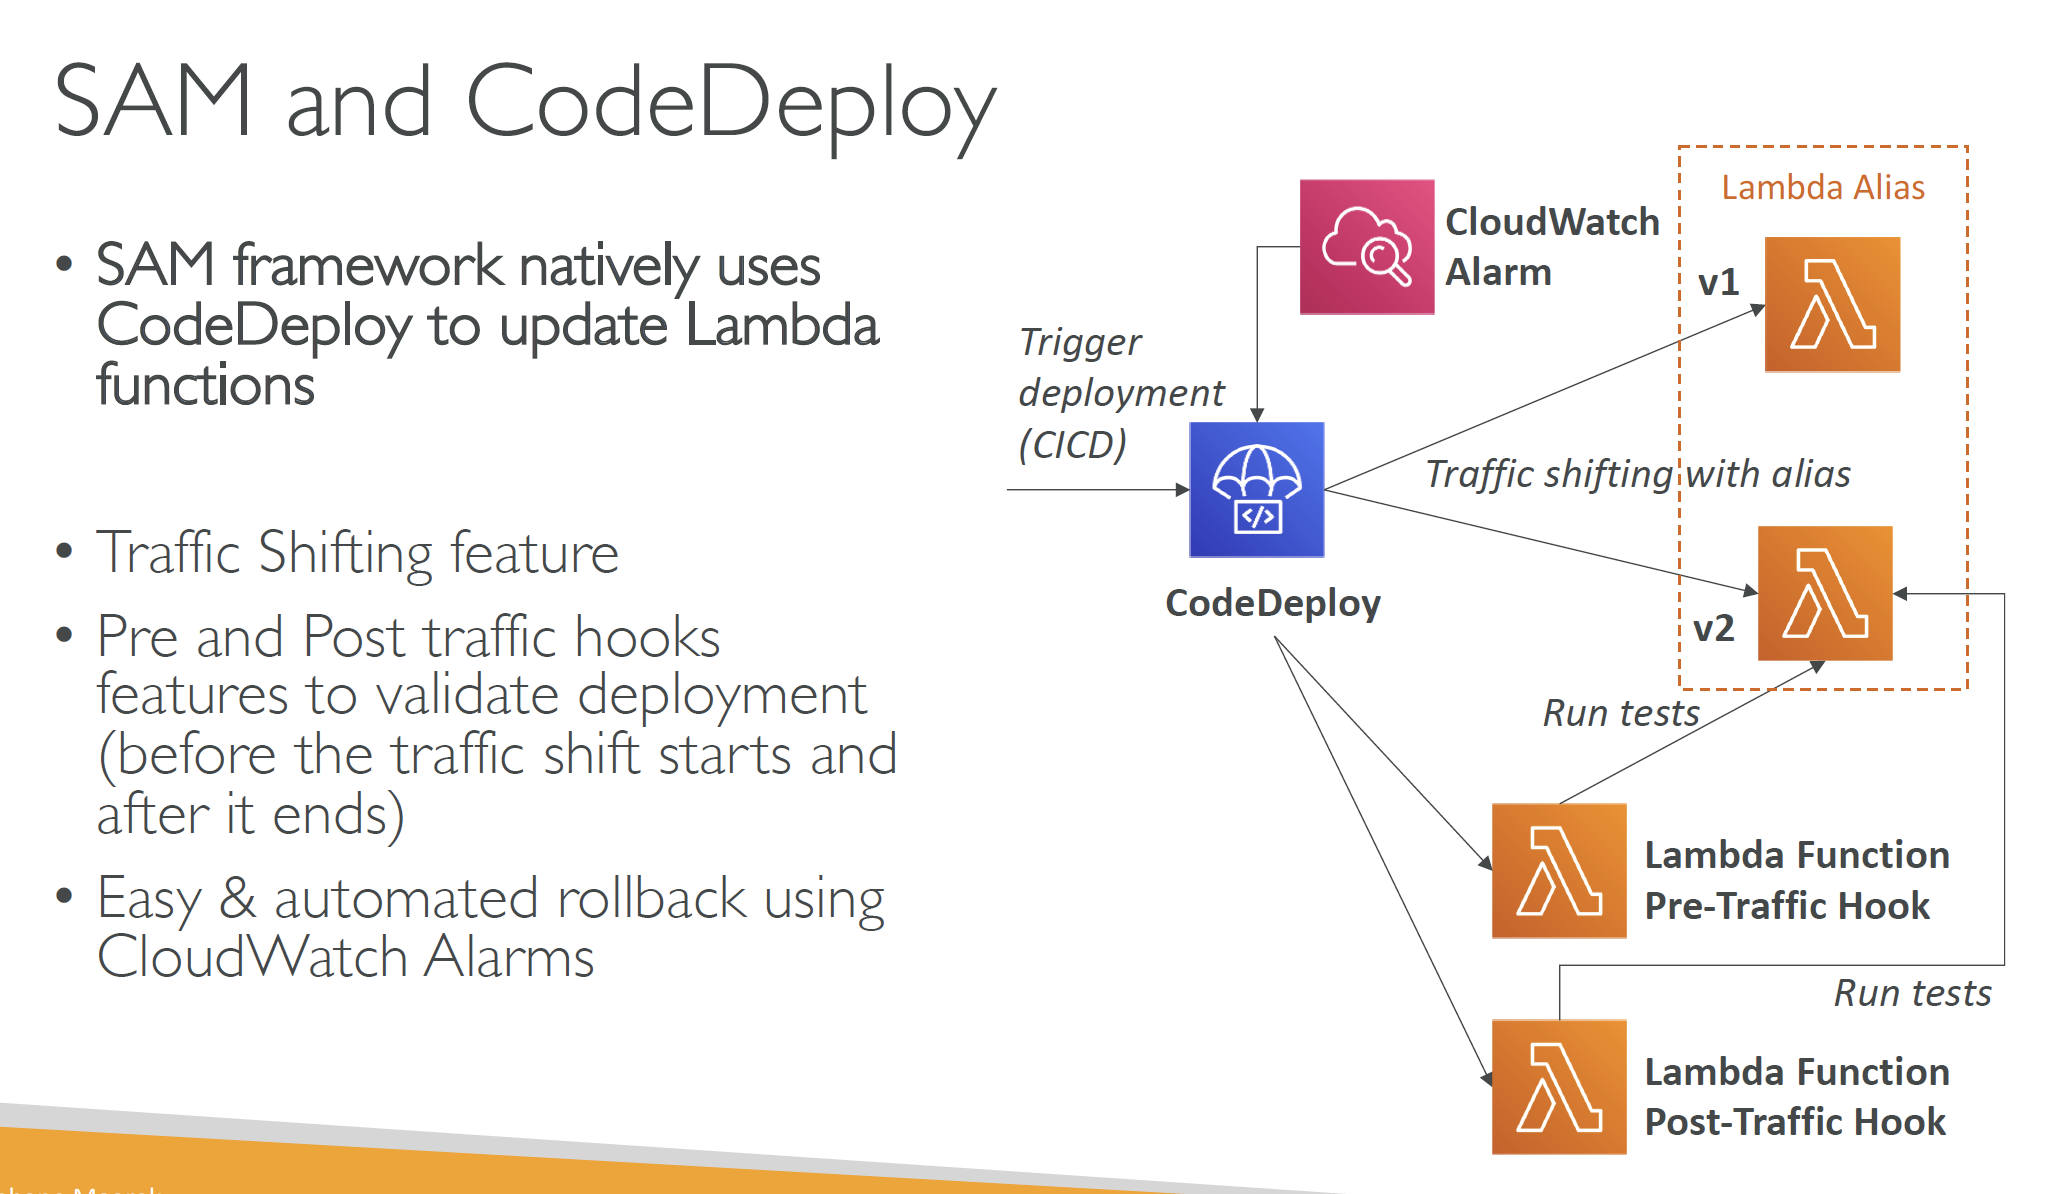 SAM and CodeDeploy
• SAM framework natively uses
CodeDeploy to update Lambda
functions
• Traffic Shifting feature
• Pre and Post traffic hooks
features to validate deployment
(before the traffic shift starts and
after it ends)
• Easy & automated rollback using
CloudWatch Alarms
Lambda Alias
CloudWatch
Alarm
v1
Trigger
deployment
(CICD)
Traffic shifting with alias
CodeDeploy
v2
Run tests
Lambda Function
Pre-Traffic Hook
Run tests
Lambda Function
Post-Traffic Hook